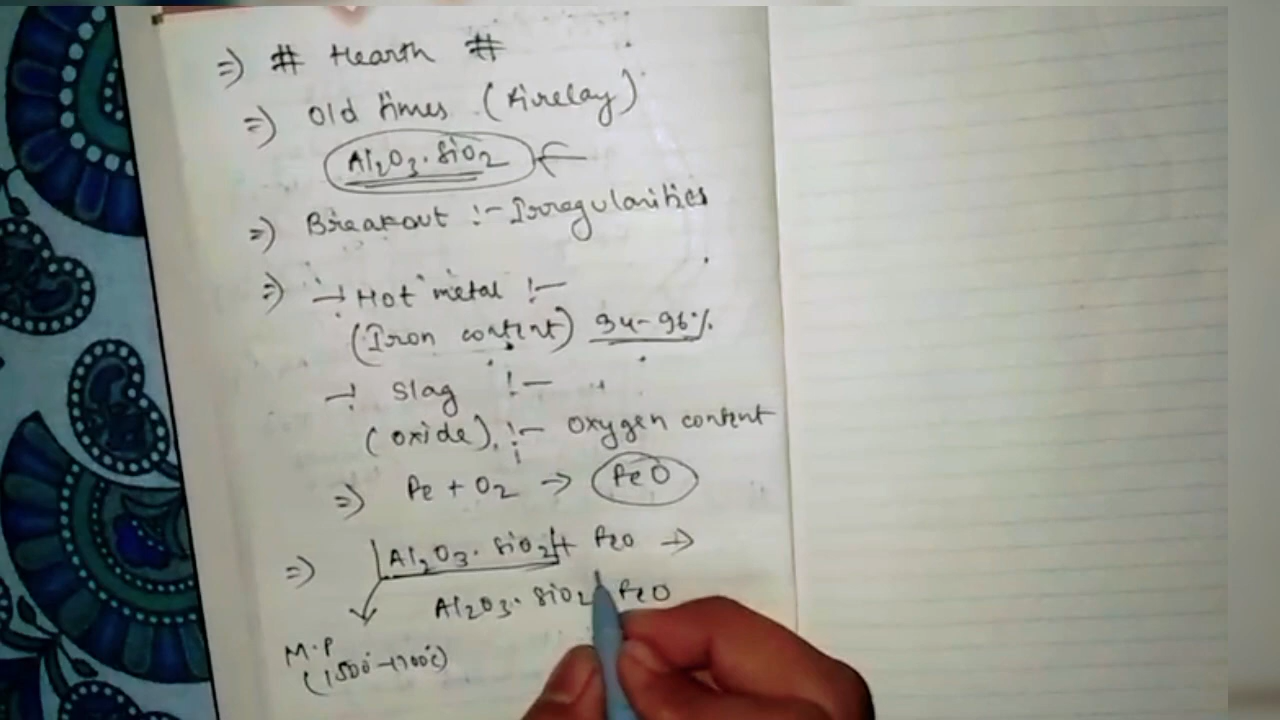 ⇒ # Hearth #
⇒ Old times (Fireclay)
Al₂O₃·SiO₂ ←
⇒ Breakout :- Irregularities
⇒ → Hot metal :-
(Iron content) 94-96%
→ Slag :-
(oxide) :- Oxygen content
⇒ Fe + O₂ → FeO
⇒ Al₂O₃·SiO₂ + FeO →
Al₂O₃·SiO₂ FeO
M.P
(1500°-1700°C)